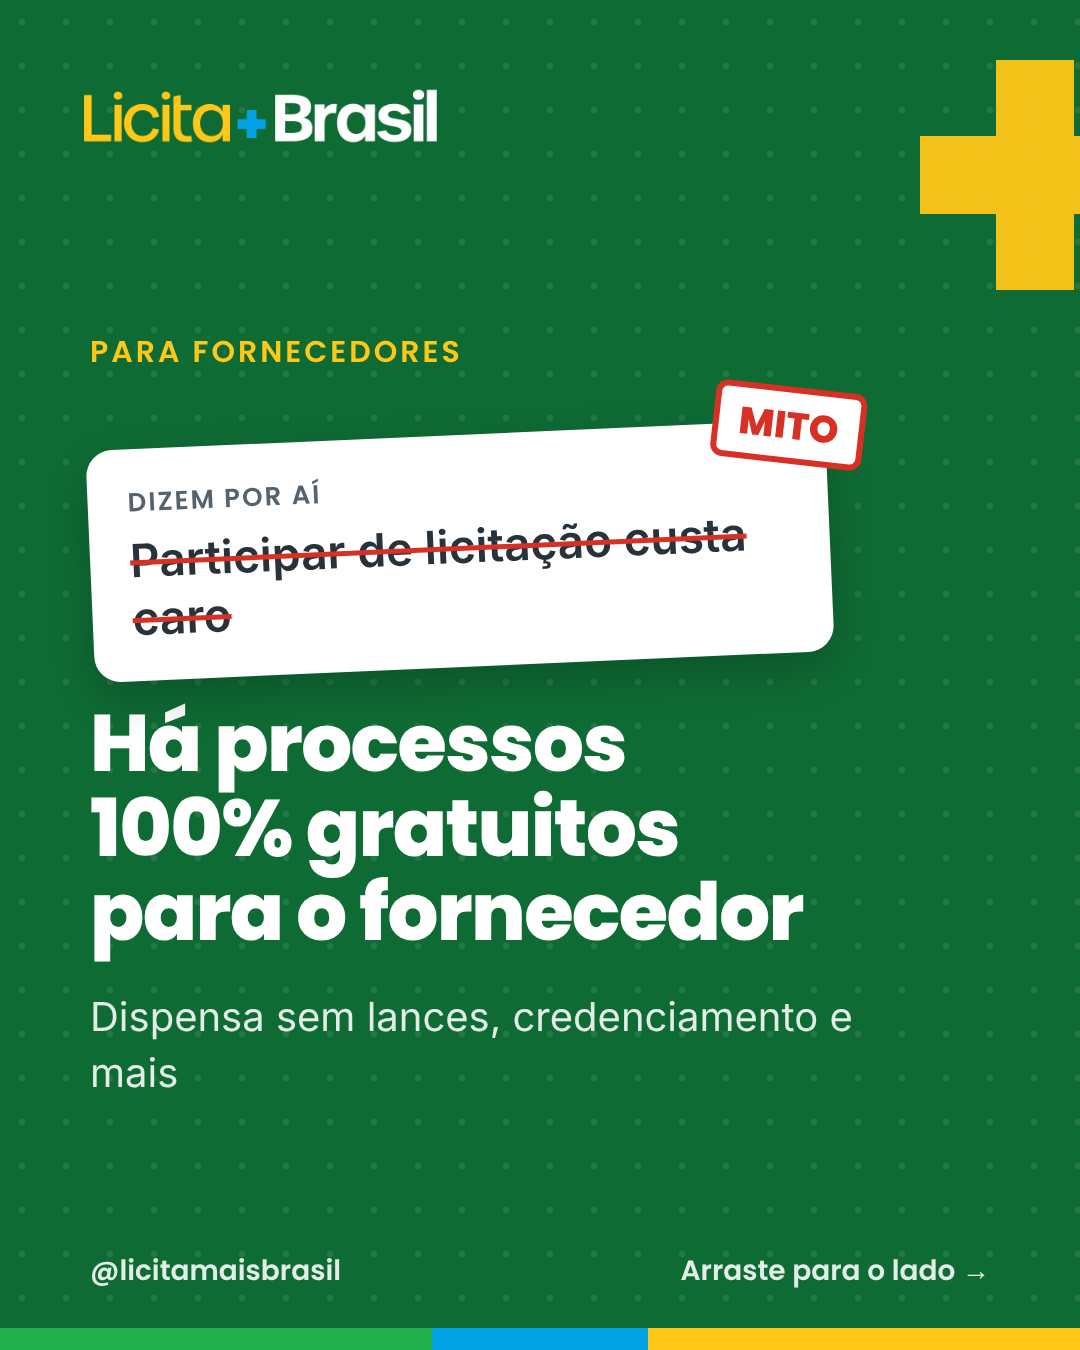 Licita+Brasil
PARA FORNECEDORES
MITO
DIZEM POR AÍ
Participar de licitação custa
caro
Há processos
100% gratuitos
para o fornecedor
Dispensa sem lances, credenciamento e
mais
@licitamaisbrasil
Arraste para o lado →